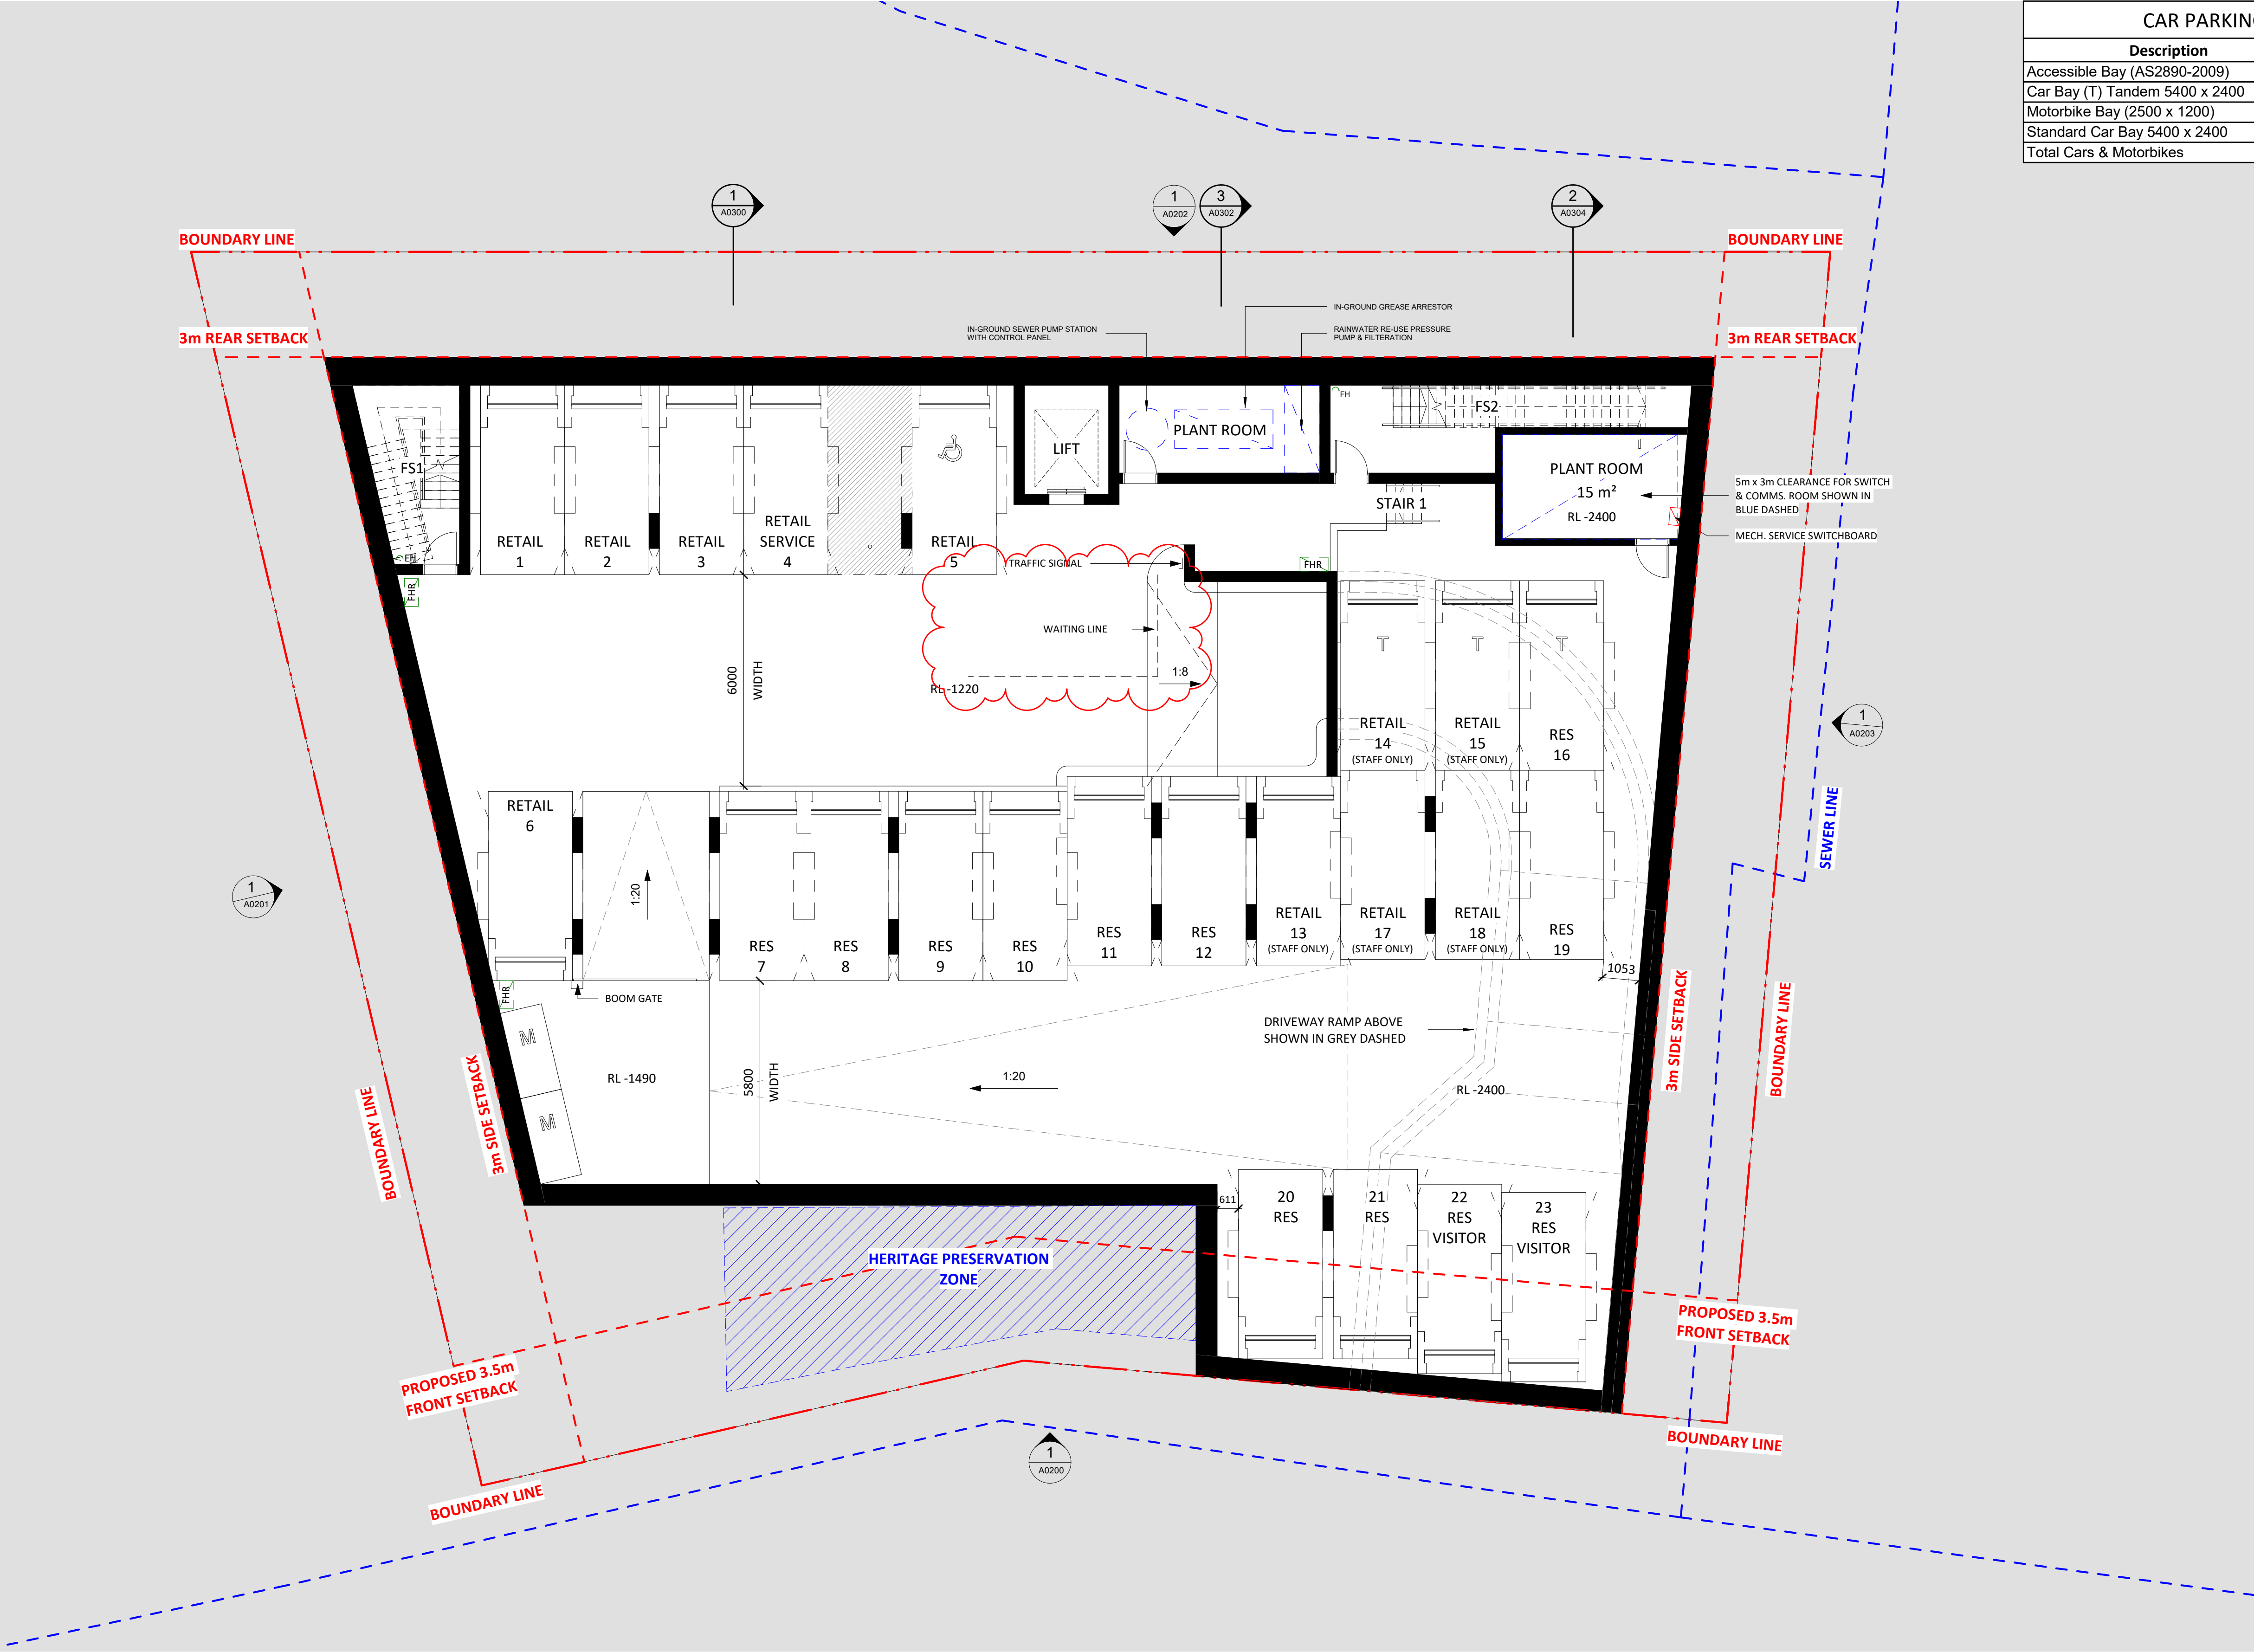 CAR PARKIN
Description
Accessible Bay (AS2890-2009)
Car Bay (T) Tandem 5400 x 2400
Motorbike Bay (2500 x 1200)
Standard Car Bay 5400 x 2400
Total Cars & Motorbikes
1
A0300
1
A0202
3
A0302
2
A0304
BOUNDARY LINE
BOUNDARY LINE
IN-GROUND GREASE ARRESTOR
IN-GROUND SEWER PUMP STATION
WITH CONTROL PANEL
RAINWATER RE-USE PRESSURE
PUMP & FILTERATION
3m REAR SETBACK
3m REAR SETBACK
FH
FS2
PLANT ROOM
LIFT
FS1
PLANT ROOM
15 m²
RL -2400
5m x 3m CLEARANCE FOR SWITCH
& COMMS. ROOM SHOWN IN
BLUE DASHED
MECH. SERVICE SWITCHBOARD
STAIR 1
RETAIL
1
RETAIL
2
RETAIL
3
RETAIL
SERVICE
4
RETAIL
5
FH
FHR
TRAFFIC SIGNAL
FHR
WAITING LINE
6000
WIDTH
RL -1220
1:8
T
T
T
RETAIL
14
(STAFF ONLY)
RETAIL
15
(STAFF ONLY)
RES
16
1
A0203
SEWER LINE
RETAIL
6
1:20
1
A0201
RES
7
RES
8
RES
9
RES
10
RES
11
RES
12
RETAIL
13
(STAFF ONLY)
RETAIL
17
(STAFF ONLY)
RETAIL
18
(STAFF ONLY)
RES
19
1053
FHR
BOOM GATE
M
M
RL -1490
5800
WIDTH
1:20
DRIVEWAY RAMP ABOVE
SHOWN IN GREY DASHED
RL -2400
3m SIDE SETBACK
BOUNDARY LINE
BOUNDARY LINE
3m SIDE SETBACK
611
20
RES
21
RES
22
RES
VISITOR
23
RES
VISITOR
HERITAGE PRESERVATION
ZONE
PROPOSED 3.5m
FRONT SETBACK
PROPOSED 3.5m
FRONT SETBACK
BOUNDARY LINE
BOUNDARY LINE
1
A0200